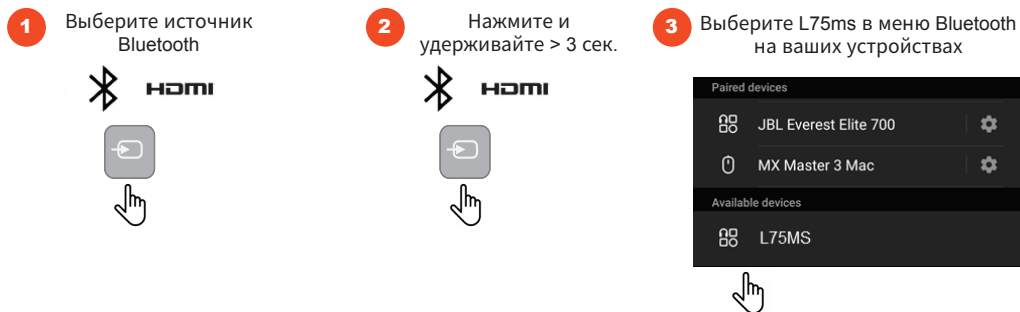 1
Выберите источник
Bluetooth
HDMI
2
Нажмите и
удерживайте > 3 сек.
HDMI
3
Выберите L75ms в меню Bluetooth
на ваших устройствах
Paired devices
JBL Everest Elite 700
MX Master 3 Mac
Available devices
L75MS